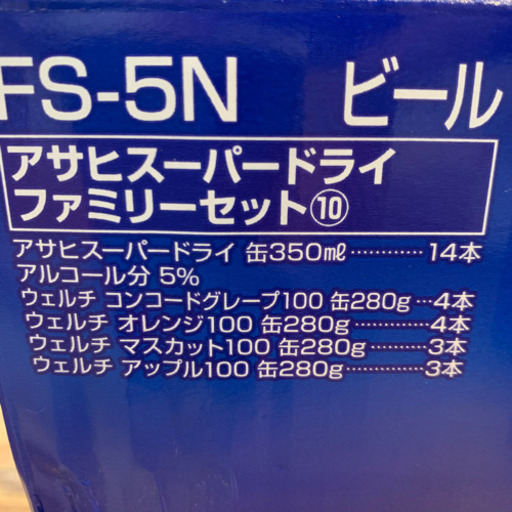 FS-5N ビール
アサヒスーパードライ
ファミリーセット⑩
アサヒスーパードライ 缶350㎖…………14本
アルコール分 5%
ウェルチ コンコードグレープ100 缶280g…4本
ウェルチ オレンジ100 缶280g……………4本
ウェルチ マスカット100 缶280g…………3本
ウェルチ アップル100 缶280g……………3本